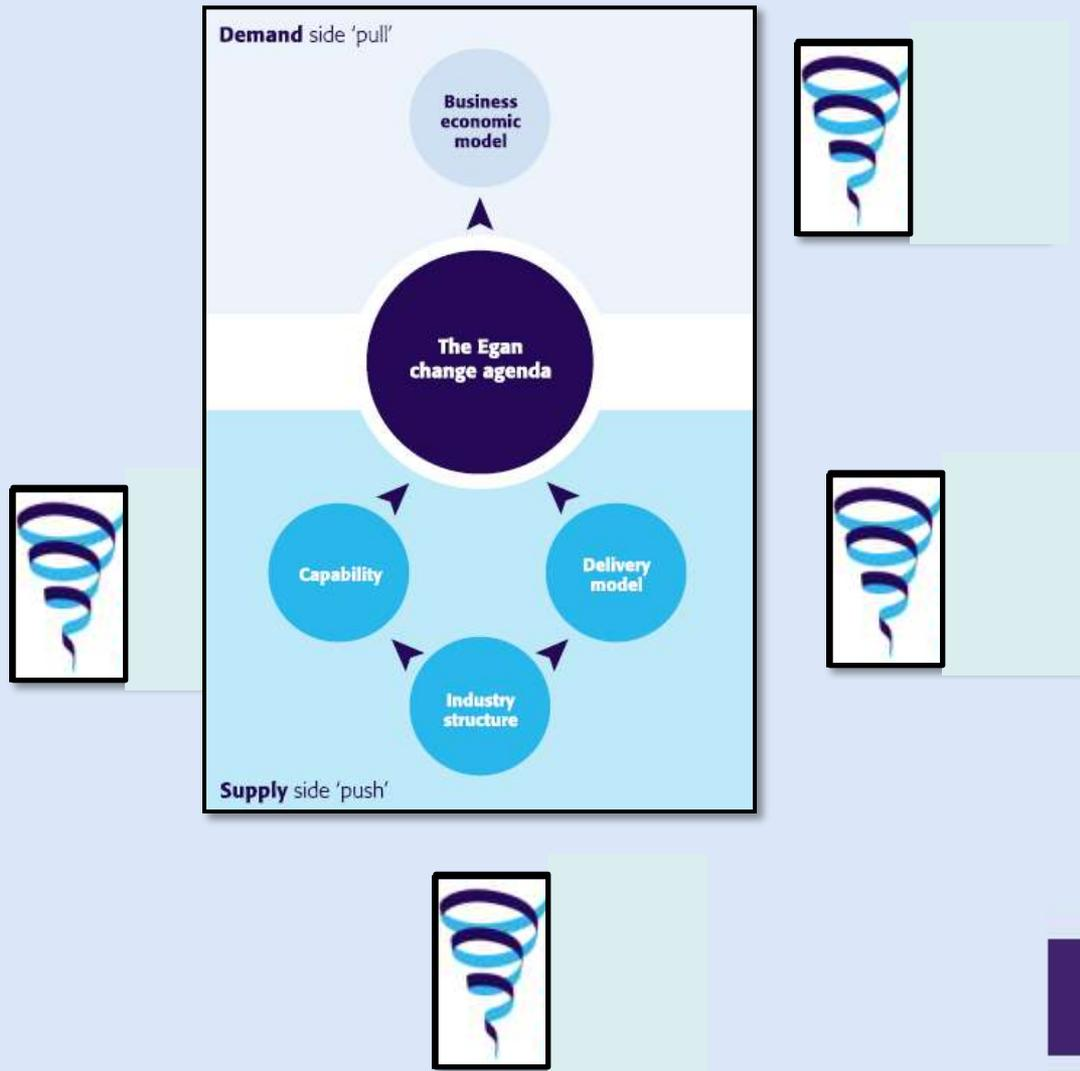 Demand side ‘pull’
Business
economic
model
The Egan
change agenda
Capability
Delivery
model
Industry
structure
Supply side ‘push’